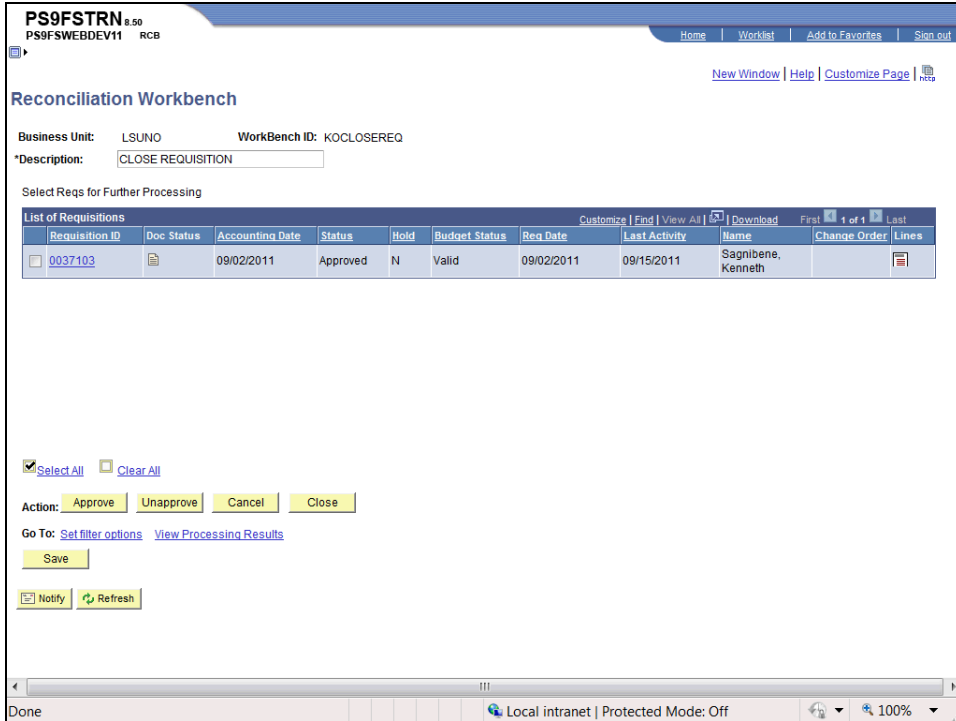 PS9FSTRN 8.50
PS9FSWEBDEV11 RCB
Home | Worklist | Add to Favorites | Sign out
New Window | Help | Customize Page | http
Reconciliation Workbench
Business Unit: LSUNO WorkBench ID: KOCLOSEREQ
*Description: CLOSE REQUISITION
Select Reqs for Further Processing
List of Requisitions Customize | Find | View All | Download First 1 of 1 Last
Requisition ID Doc Status Accounting Date Status Hold Budget Status Req Date Last Activity Name Change Order Lines
0037103 09/02/2011 Approved N Valid 09/02/2011 09/15/2011 Sagnibene,
Kenneth
Select All Clear All
Action: Approve Unapprove Cancel Close
Go To: Set filter options View Processing Results
Save
Notify Refresh
Done Local intranet | Protected Mode: Off 100%